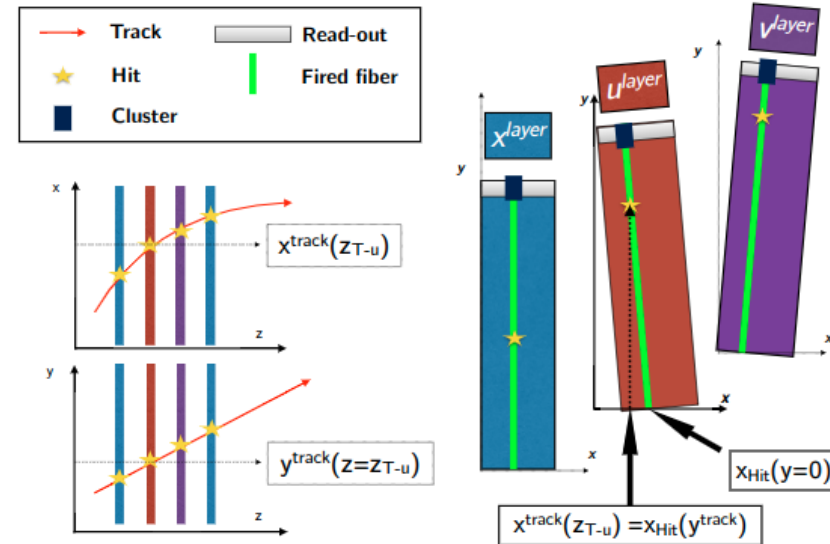 Track
Read-out
Hit
Fired fiber
Cluster
x^layer
u^layer
v^layer
y
x
y
x
y
x
x
z
x^track(z_T-u)
y
z
y^track(z=z_T-u)
x_Hit(y=0)
x^track(z_T-u) =x_Hit(y^track)